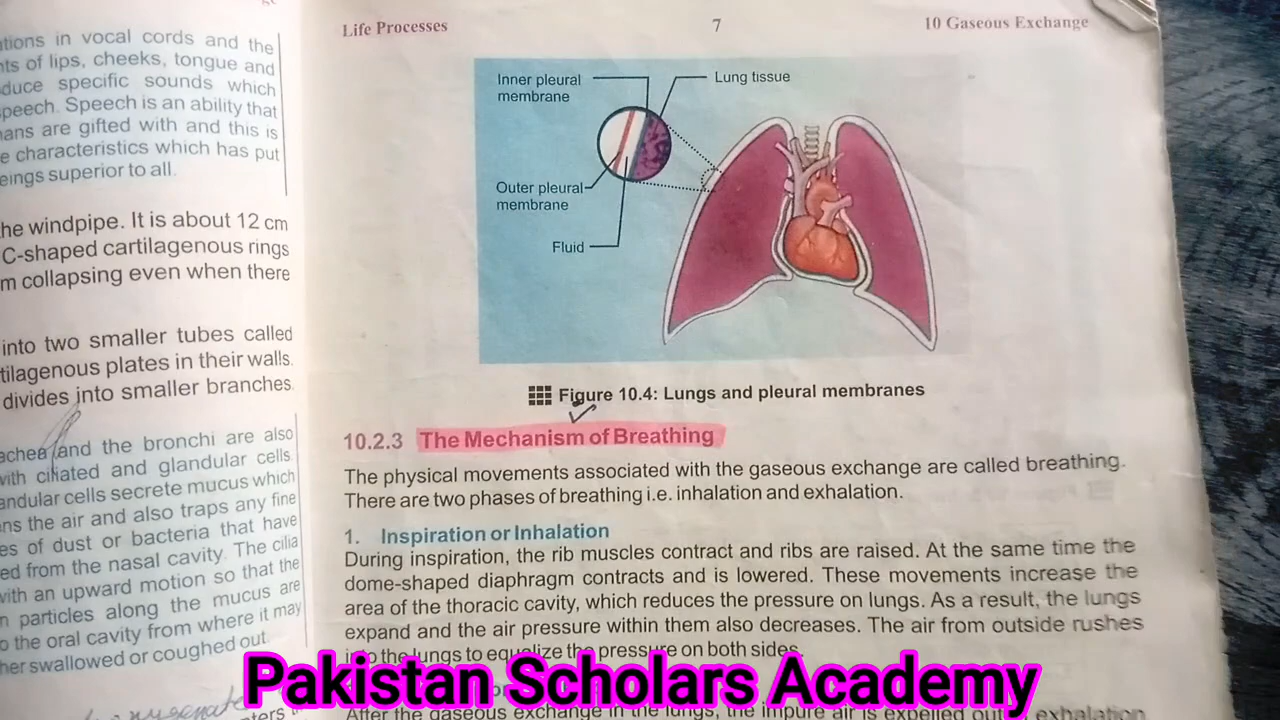 tions in vocal cords and the
of lips, cheeks, tongue and
duce specific sounds which
speech. Speech is an ability that
are gifted with and this is
characteristics which has put
superior to all.
the windpipe. It is about 12 cm
C-shaped cartilagenous rings
collapsing even when there
into two smaller tubes called
plates in their walls.
divides into smaller branches
and the bronchi are also
with ciliated and glandular cells.
cells secrete mucus which
the air and also traps any fine
of dust or bacteria that have
from the nasal cavity. The cilia
with an upward motion so that the
particles along the mucus are
the oral cavity from where it may
swallowed or coughed out.
Life Processes 7 10 Gaseous Exchange
Inner pleural
membrane
Lung tissue
Outer pleural
membrane
Fluid
Figure 10.4: Lungs and pleural membranes
10.2.3 The Mechanism of Breathing
The physical movements associated with the gaseous exchange are called breathing.
There are two phases of breathing i.e. inhalation and exhalation.
1. Inspiration or Inhalation
During inspiration, the rib muscles contract and ribs are raised. At the same time the
dome-shaped diaphragm contracts and is lowered. These movements increase the
area of the thoracic cavity, which reduces the pressure on lungs. As a result, the lungs
expand and the air pressure within them also decreases. The air from outside rushes
into the lungs to equalize the pressure on both sides.
Pakistan Scholars Academy
After the gaseous exchange in the lungs, the impure air is expelled out exhalation